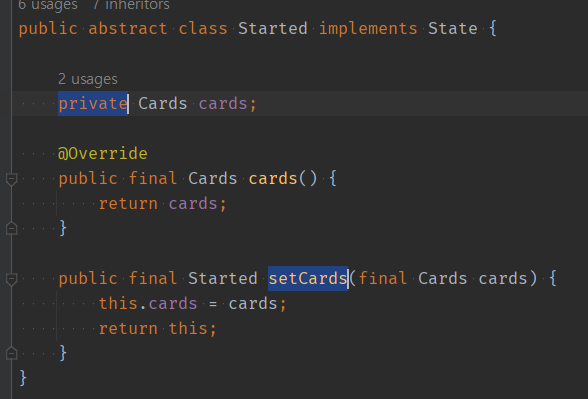 6 usages 7 inheritors
public abstract class Started implements State {
2 usages
private Cards cards;
@Override
public final Cards cards() {
return cards;
}
public final Started setCards(final Cards cards) {
this.cards = cards;
return this;
}
}